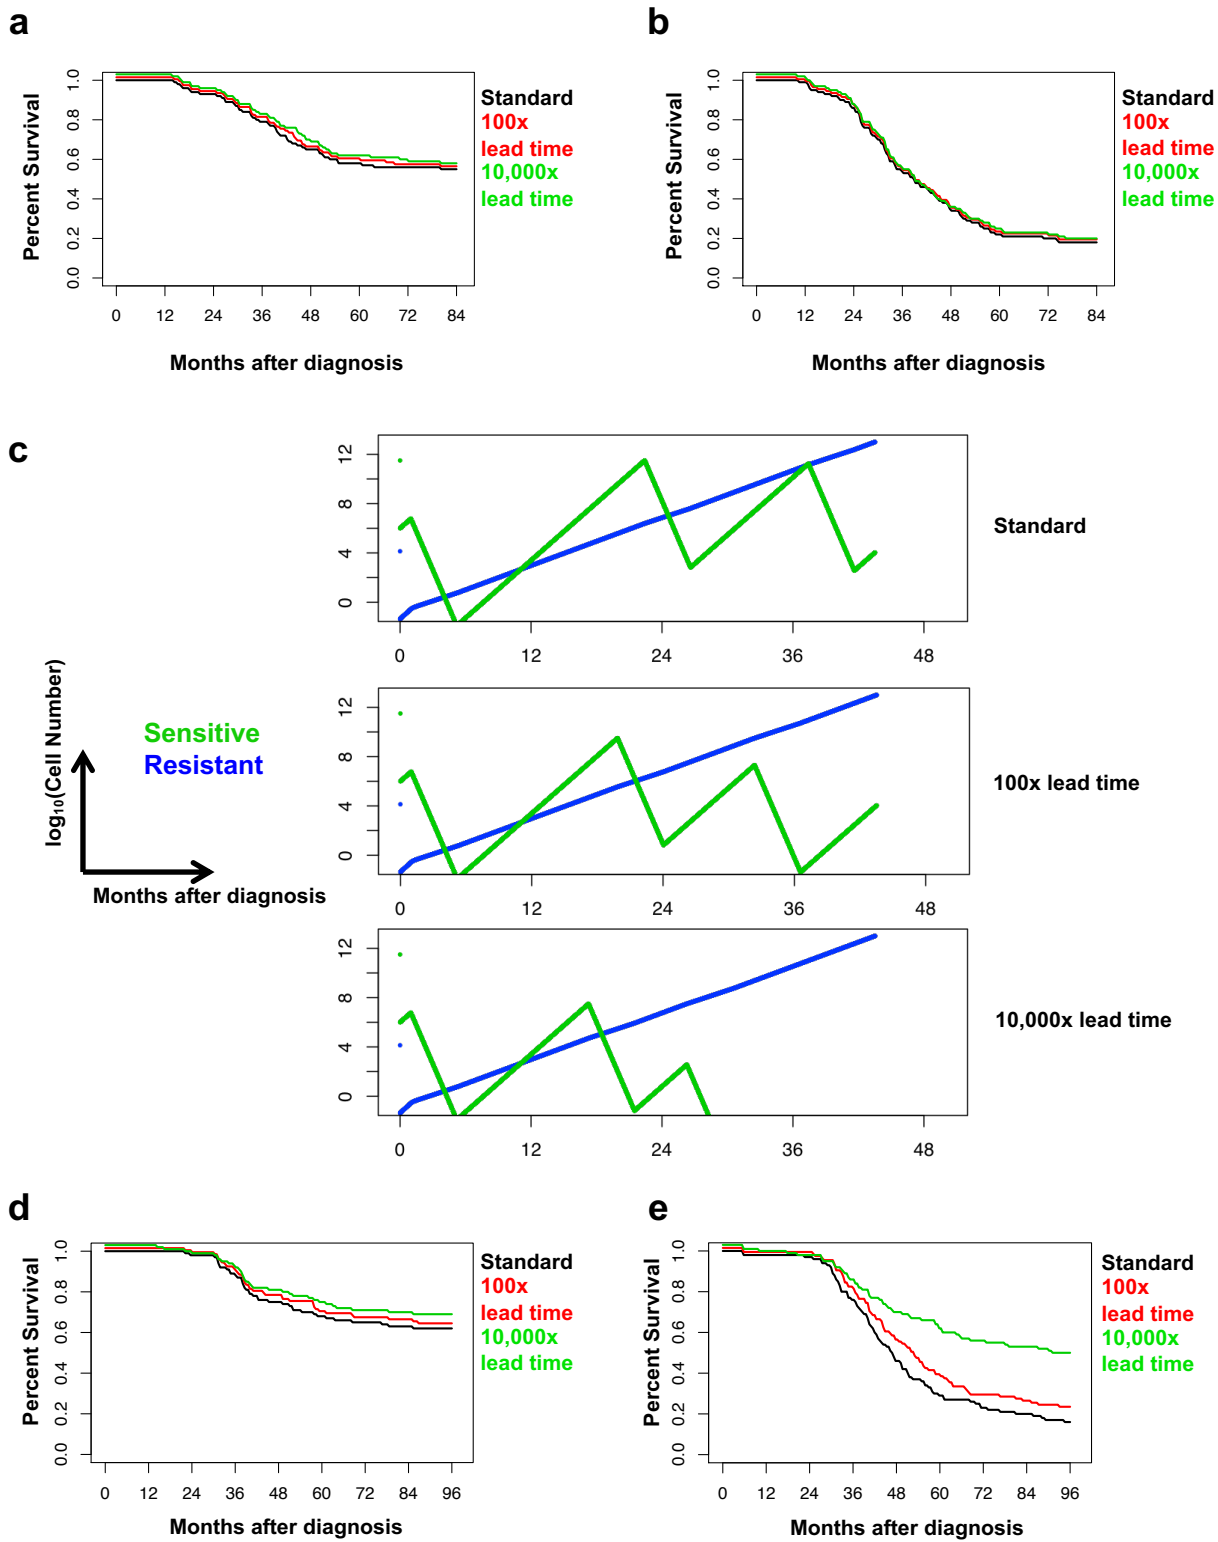 a
Percent Survival
0.0 0.2 0.4 0.6 0.8 1.0
0 12 24 36 48 60 72 84
Months after diagnosis
Standard
100x
lead time
10,000x
lead time
b
Percent Survival
0.0 0.2 0.4 0.6 0.8 1.0
0 12 24 36 48 60 72 84
Months after diagnosis
Standard
100x
lead time
10,000x
lead time
c
log₁₀(Cell Number)
Months after diagnosis
Sensitive
Resistant
0 4 8 12
0 12 24 36 48
Standard
0 4 8 12
0 12 24 36 48
100x lead time
0 4 8 12
0 12 24 36 48
10,000x lead time
d
Percent Survival
0.0 0.2 0.4 0.6 0.8 1.0
0 12 24 36 48 60 72 84 96
Months after diagnosis
Standard
100x
lead time
10,000x
lead time
e
Percent Survival
0.0 0.2 0.4 0.6 0.8 1.0
0 12 24 36 48 60 72 84 96
Months after diagnosis
Standard
100x
lead time
10,000x
lead time